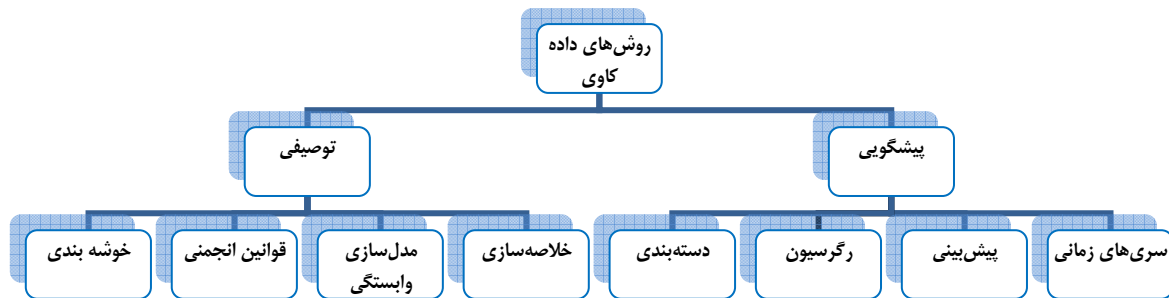 روش‌های داده
کاوی
پیشگویی
توصیفی
سری‌های زمانی
پیش‌بینی
رگرسیون
دسته‌بندی
خلاصه‌سازی
مدل‌سازی
وابستگی
قوانین انجمنی
خوشه بندی